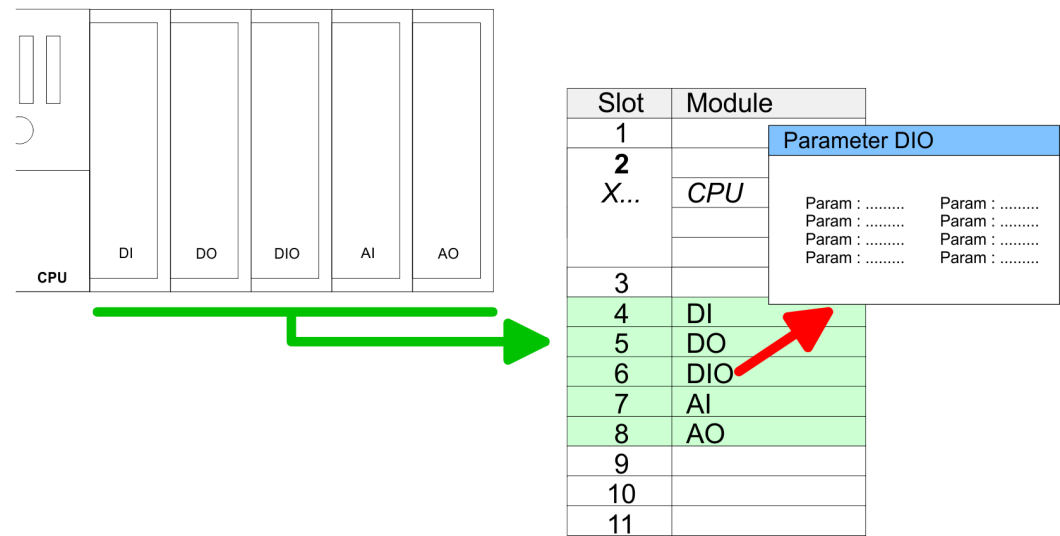 DI DO DIO AI AO
CPU
Slot Module
1
2
X... CPU
3
4 DI
5 DO
6 DIO
7 AI
8 AO
9
10
11
Parameter DIO
Param : ......... Param : .........
Param : ......... Param : .........
Param : ......... Param : .........
Param : ......... Param : .........